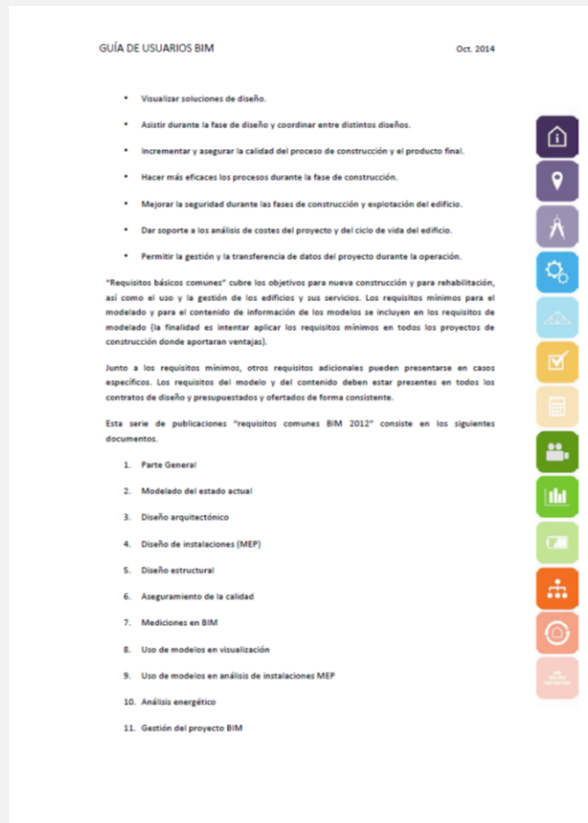 GUÍA DE USUARIOS BIM
Oct. 2014
• Visualizar soluciones de diseño.
• Asistir durante la fase de diseño y coordinar entre distintos diseños.
• Incrementar y asegurar la calidad del proceso de construcción y el producto final.
• Hacer más eficaces los procesos durante la fase de construcción.
• Mejorar la seguridad durante las fases de construcción y explotación del edificio.
• Dar soporte a los análisis de costes del proyecto y del ciclo de vida del edificio.
• Permitir la gestión y la transferencia de datos del proyecto durante la operación.
"Requisitos básicos comunes" cubre los objetivos para nueva construcción y para rehabilitación,
así como el uso y la gestión de los edificios y sus servicios. Los requisitos mínimos para el
modelado y para el contenido de información de los modelos se incluyen en los requisitos de
modelado (la finalidad es intentar aplicar los requisitos mínimos en todos los proyectos de
construcción donde aportaran ventajas).
Junto a los requisitos mínimos, otros requisitos adicionales pueden presentarse en casos
específicos. Los requisitos del modelo y del contenido deben estar presentes en todos los
contratos de diseño y presupuestados y ofertados de forma consistente.
Esta serie de publicaciones "requisitos comunes BIM 2012" consiste en los siguientes
documentos.
1. Parte General
2. Modelado del estado actual
3. Diseño arquitectónico
4. Diseño de instalaciones (MEP)
5. Diseño estructural
6. Aseguramiento de la calidad
7. Mediciones en BIM
8. Uso de modelos en visualización
9. Uso de modelos en análisis de instalaciones MEP
10. Análisis energético
11. Gestión del proyecto BIM